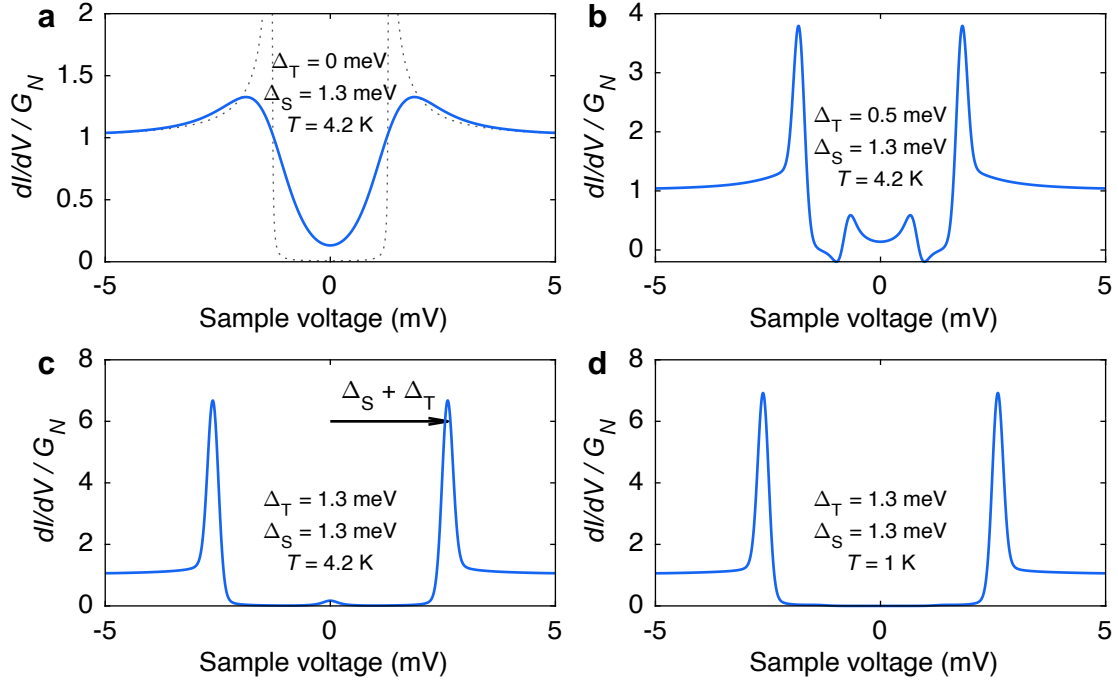 a
2
1.5
1
0.5
0
dI/dV / G_N
Δ_T = 0 meV
Δ_S = 1.3 meV
T = 4.2 K
-5
0
5
Sample voltage (mV)
b
4
3
2
1
0
dI/dV / G_N
Δ_T = 0.5 meV
Δ_S = 1.3 meV
T = 4.2 K
-5
0
5
Sample voltage (mV)
c
8
6
4
2
0
dI/dV / G_N
Δ_S + Δ_T
Δ_T = 1.3 meV
Δ_S = 1.3 meV
T = 4.2 K
-5
0
5
Sample voltage (mV)
d
8
6
4
2
0
dI/dV / G_N
Δ_T = 1.3 meV
Δ_S = 1.3 meV
T = 1 K
-5
0
5
Sample voltage (mV)